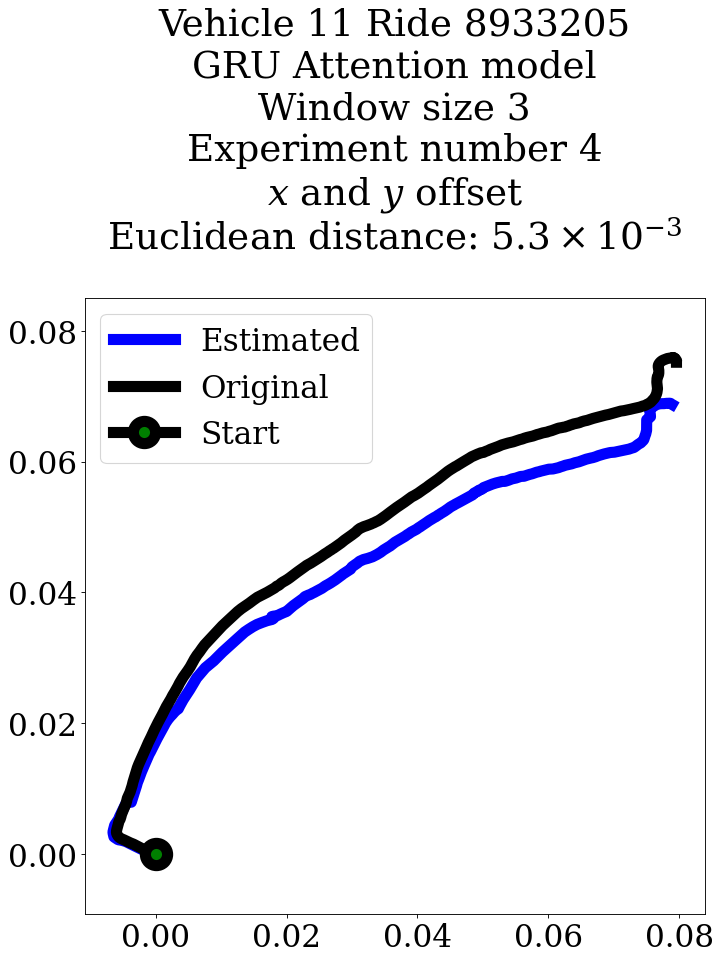 Vehicle 11 Ride 8933205
GRU Attention model
Window size 3
Experiment number 4
x and y offset
Euclidean distance: 5.3 × 10⁻³
Estimated
Original
Start
0.08
0.06
0.04
0.02
0.00
0.00 0.02 0.04 0.06 0.08